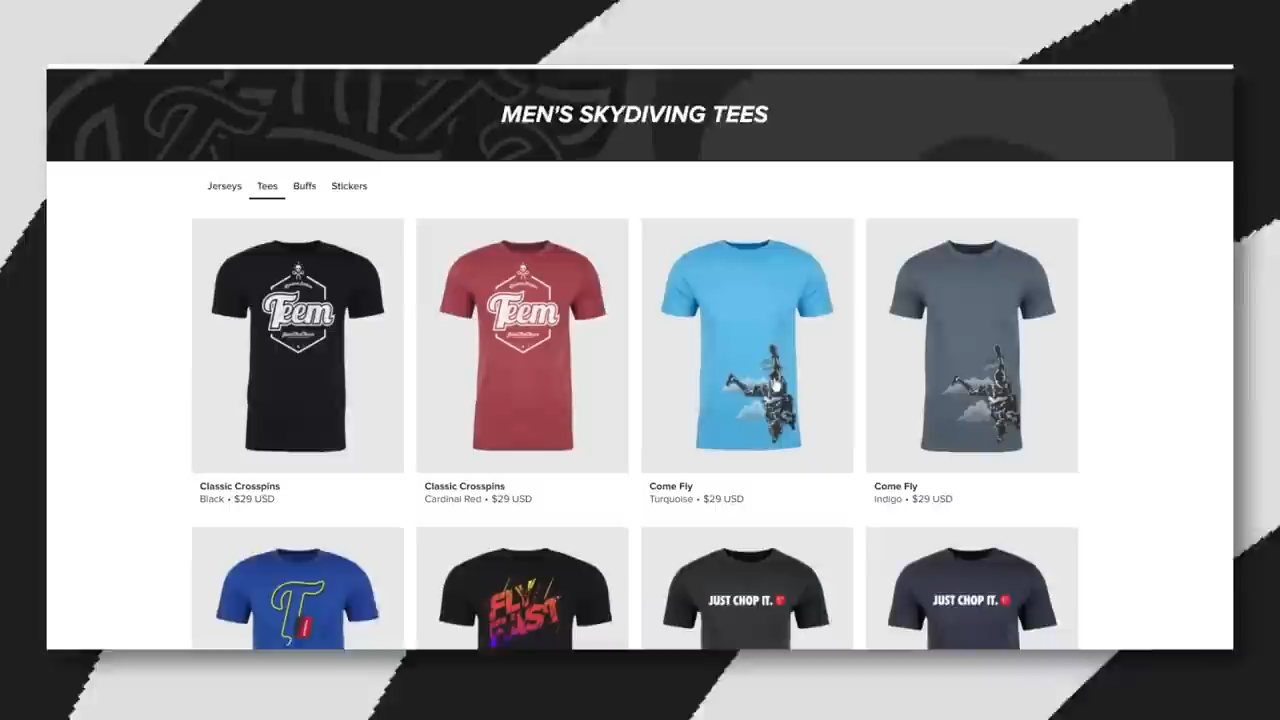 MEN'S SKYDIVING TEES
Jerseys Tees Buffs Stickers
Teem
Teem
Classic Crosspins
Black • $29 USD
Classic Crosspins
Cardinal Red • $29 USD
Come Fly
Turquoise • $29 USD
Come Fly
Indigo • $29 USD
T
FLY
FAST
JUST CHOP IT.
JUST CHOP IT.